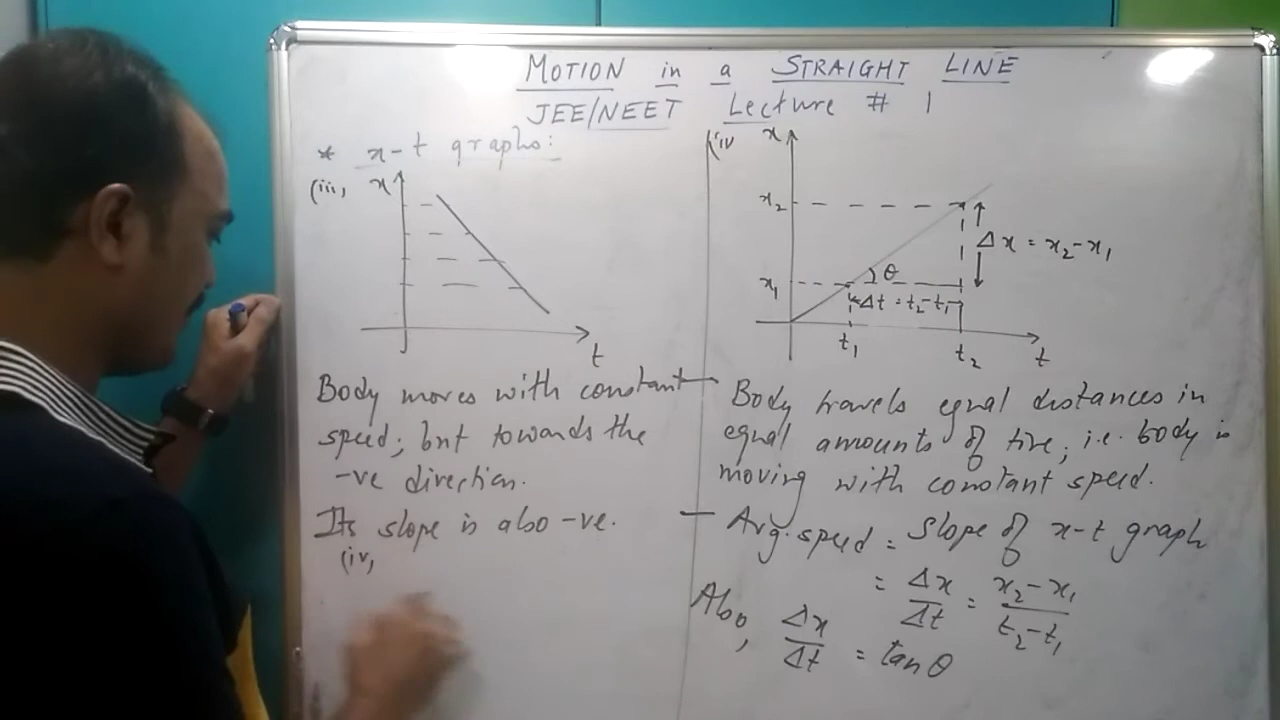 MOTION in a STRAIGHT LINE
JEE/NEET Lecture # 1
* x-t graphs:
(iii)
x
t
Body moves with constant
speed; but towards the
-ve direction.
Its slope is also -ve.
(iv)
(iv
x
x₂
x₁
θ
Δx = x₂-x₁
Δt = t₂-t₁
t₁
t₂
t
— Body travels equal distances in
equal amounts of time; i.e. body is
moving with constant speed.
— Avg. speed = Slope of x-t graph
= Δx/Δt = x₂-x₁/t₂-t₁
Also, Δx/Δt = tan θ